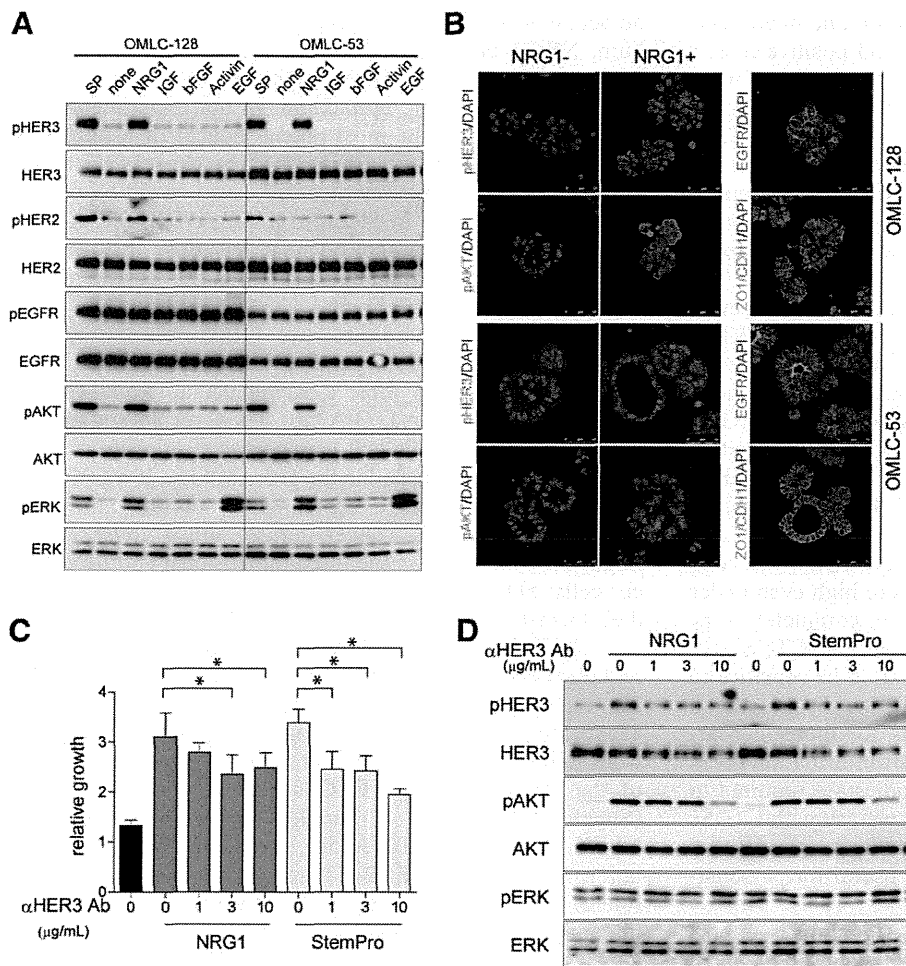 A
OMLC-128 OMLC-53
SP none NRG1 IGF bFGF Activin EGF SP none NRG1 IGF bFGF Activin EGF
pHER3
HER3
pHER2
HER2
pEGFR
EGFR
pAKT
AKT
pERK
ERK
B
NRG1- NRG1+
pHER3/DAPI
EGFR/DAPI
pAKT/DAPI
ZO1/CDH1/DAPI
OMLC-128
pHER3/DAPI
EGFR/DAPI
pAKT/DAPI
ZO1/CDH1/DAPI
OMLC-53
C
relative growth
4
3
2
1
0
* * * * *
αHER3 Ab 0 0 1 3 10 0 1 3 10
(μg/mL)
NRG1 StemPro
D
NRG1 StemPro
αHER3 Ab 0 0 1 3 10 0 0 1 3 10
(μg/mL)
pHER3
HER3
pAKT
AKT
pERK
ERK